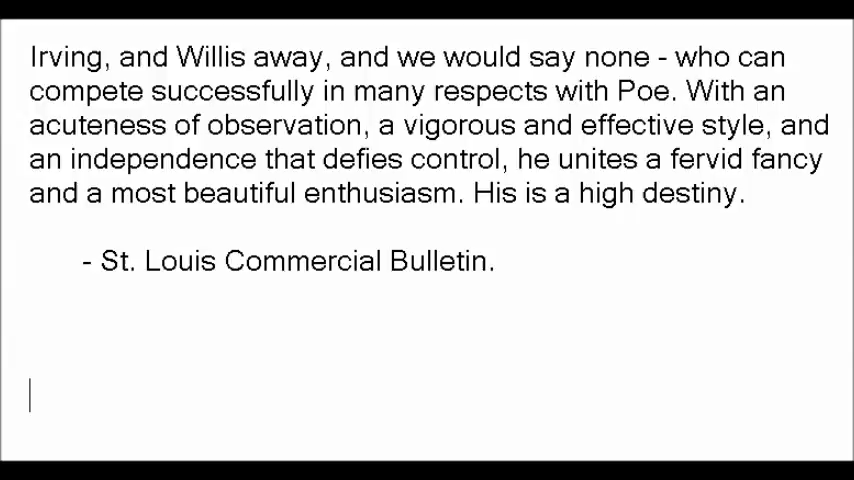 Irving, and Willis away, and we would say none - who can
compete successfully in many respects with Poe. With an
acuteness of observation, a vigorous and effective style, and
an independence that defies control, he unites a fervid fancy
and a most beautiful enthusiasm. His is a high destiny.
- St. Louis Commercial Bulletin.